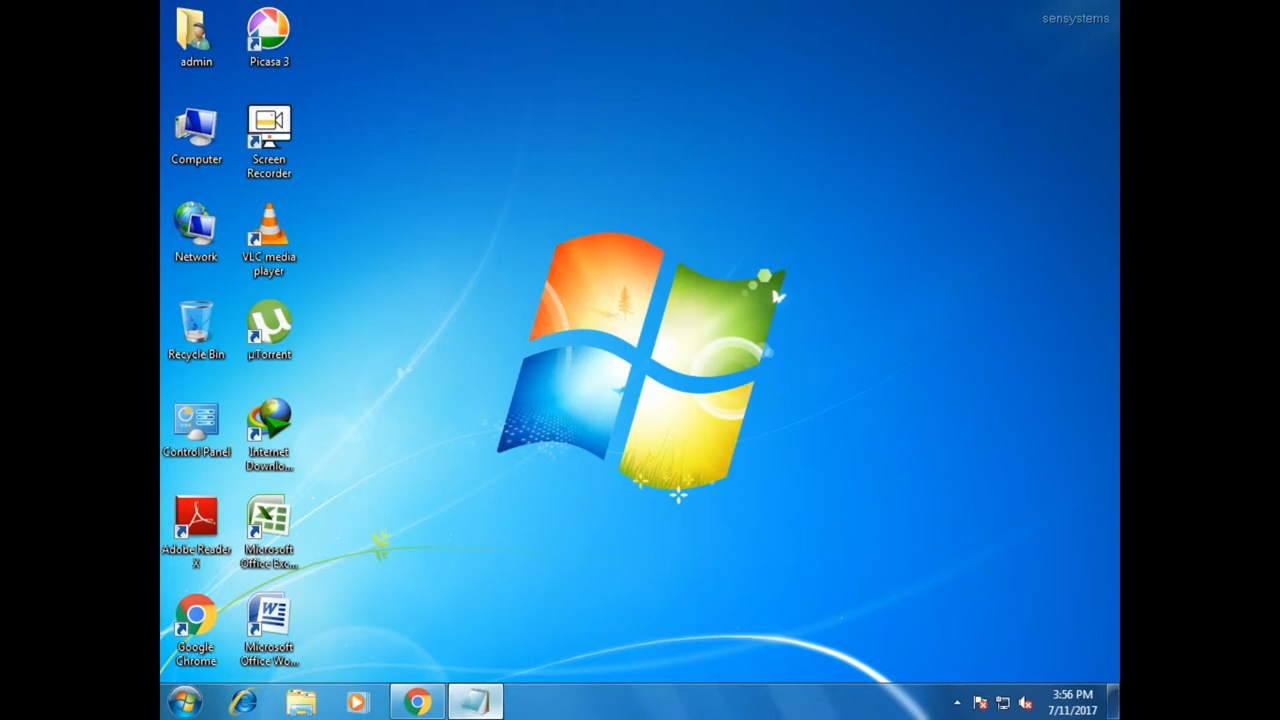 sensystems
admin
Picasa 3
Computer
Screen
Recorder
Network
VLC media
player
Recycle Bin
µTorrent
Control Panel
Internet
Downlo...
Adobe Reader
X
Microsoft
Office Exc...
Google
Chrome
Microsoft
Office Wo...
3:56 PM
7/11/2017